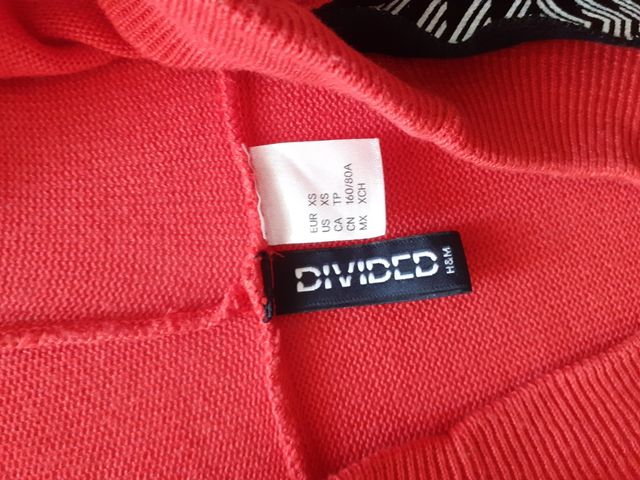 EUR XS
US XS
CA TP
CN 160/80A
MX XCH
DIVIDED
H&M